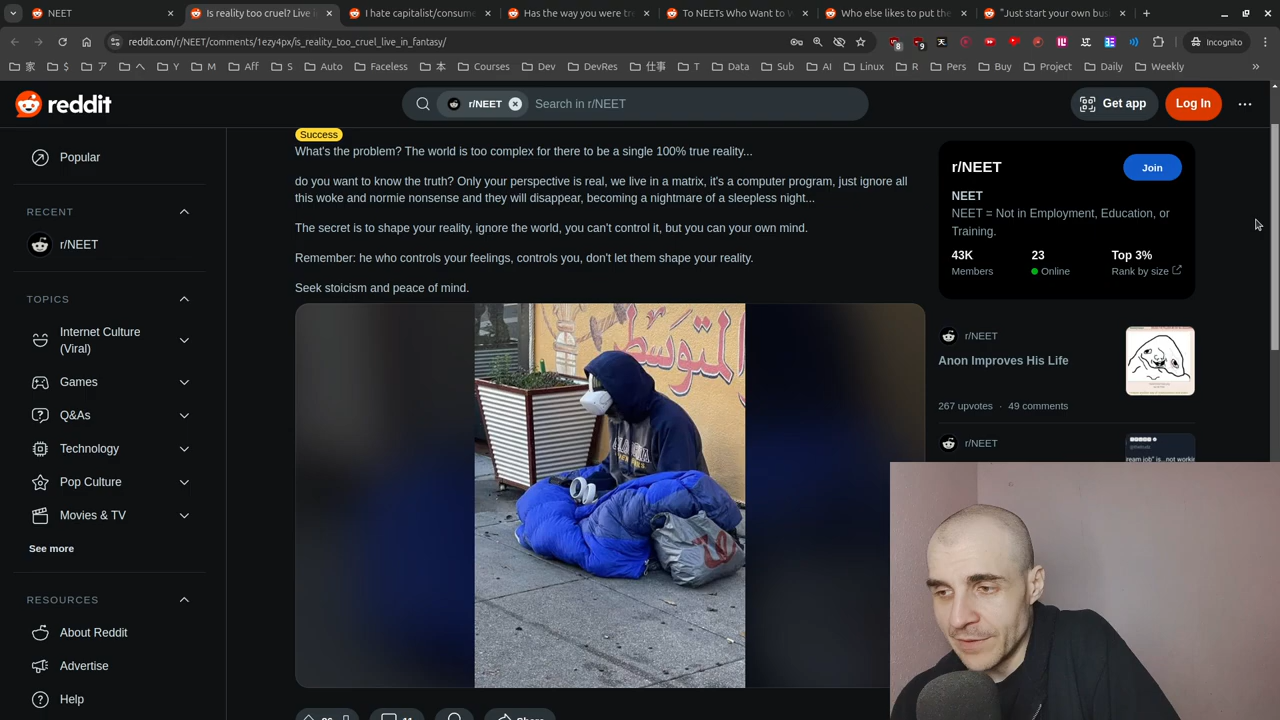 NEET
Is reality too cruel? Live i
I hate capitalist/consume
Has the way you were tre
To NEETs Who Want to W
Who else likes to put the
"Just start your own bus
reddit.com/r/NEET/comments/1ezy4px/is_reality_too_cruel_live_in_fantasy/
8
9
Incognito
家
$
ア
へ
Y
M
Aff
S
Auto
Faceless
本
Courses
Dev
DevRes
仕事
T
Data
Sub
AI
Linux
R
Pers
Buy
Project
Daily
Weekly
reddit
r/NEET
Search in r/NEET
Get app
Log In
Popular
RECENT
r/NEET
TOPICS
Internet Culture
(Viral)
Games
Q&As
Technology
Pop Culture
Movies & TV
See more
RESOURCES
About Reddit
Advertise
Help
Success
What's the problem? The world is too complex for there to be a single 100% true reality...
do you want to know the truth? Only your perspective is real, we live in a matrix, it's a computer program, just ignore all
this woke and normie nonsense and they will disappear, becoming a nightmare of a sleepless night...
The secret is to shape your reality, ignore the world, you can't control it, but you can your own mind.
Remember: he who controls your feelings, controls you, don't let them shape your reality.
Seek stoicism and peace of mind.
المتوسط
Share
r/NEET
Join
NEET
NEET = Not in Employment, Education, or
Training.
43K
Members
23
Online
Top 3%
Rank by size
r/NEET
Anon Improves His Life
267 upvotes · 49 comments
r/NEET